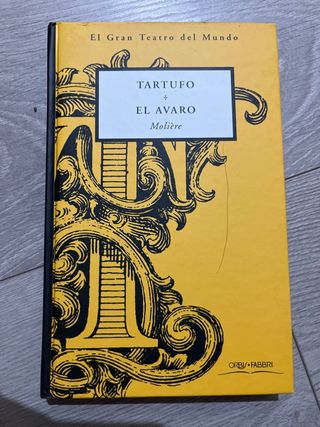 El Gran Teatro del Mundo
TARTUFO
+
EL AVARO
Molière
ORBIS•FABBRI